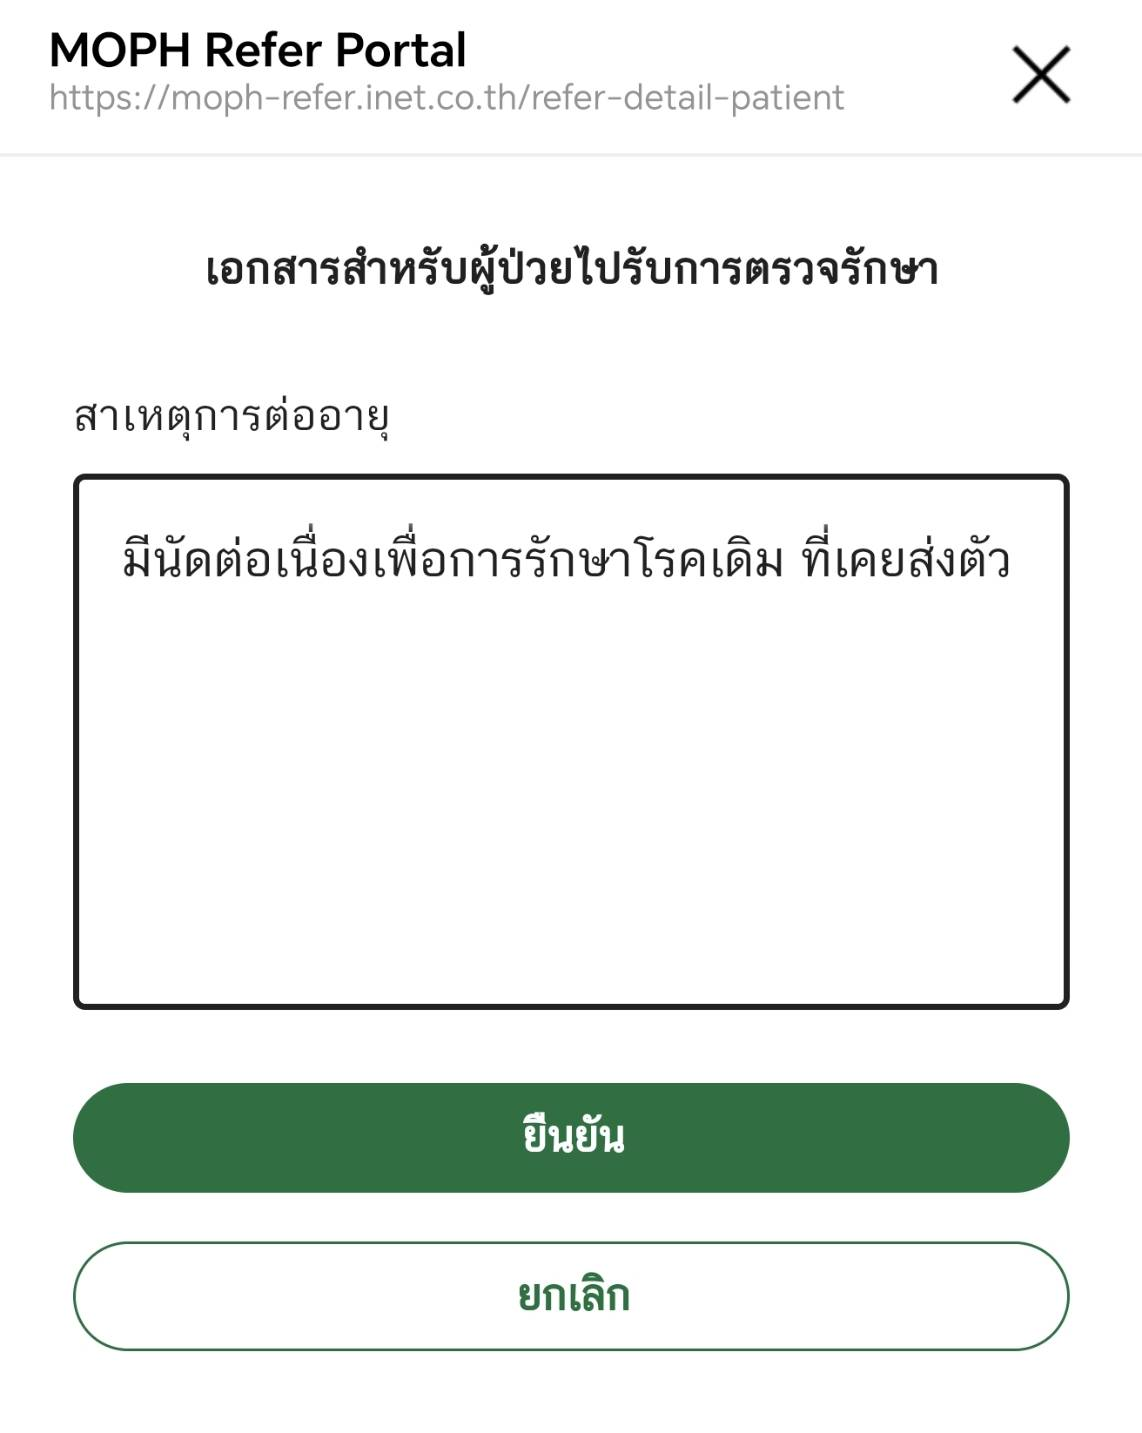 MOPH Refer Portal
https://moph-refer.inet.co.th/refer-detail-patient
เอกสารสำหรับผู้ป่วยไปรับการตรวจรักษา
สาเหตุการต่ออายุ
มีนัดต่อเนื่องเพื่อการรักษาโรคเดิม ที่เคยส่งตัว
ยืนยัน
ยกเลิก